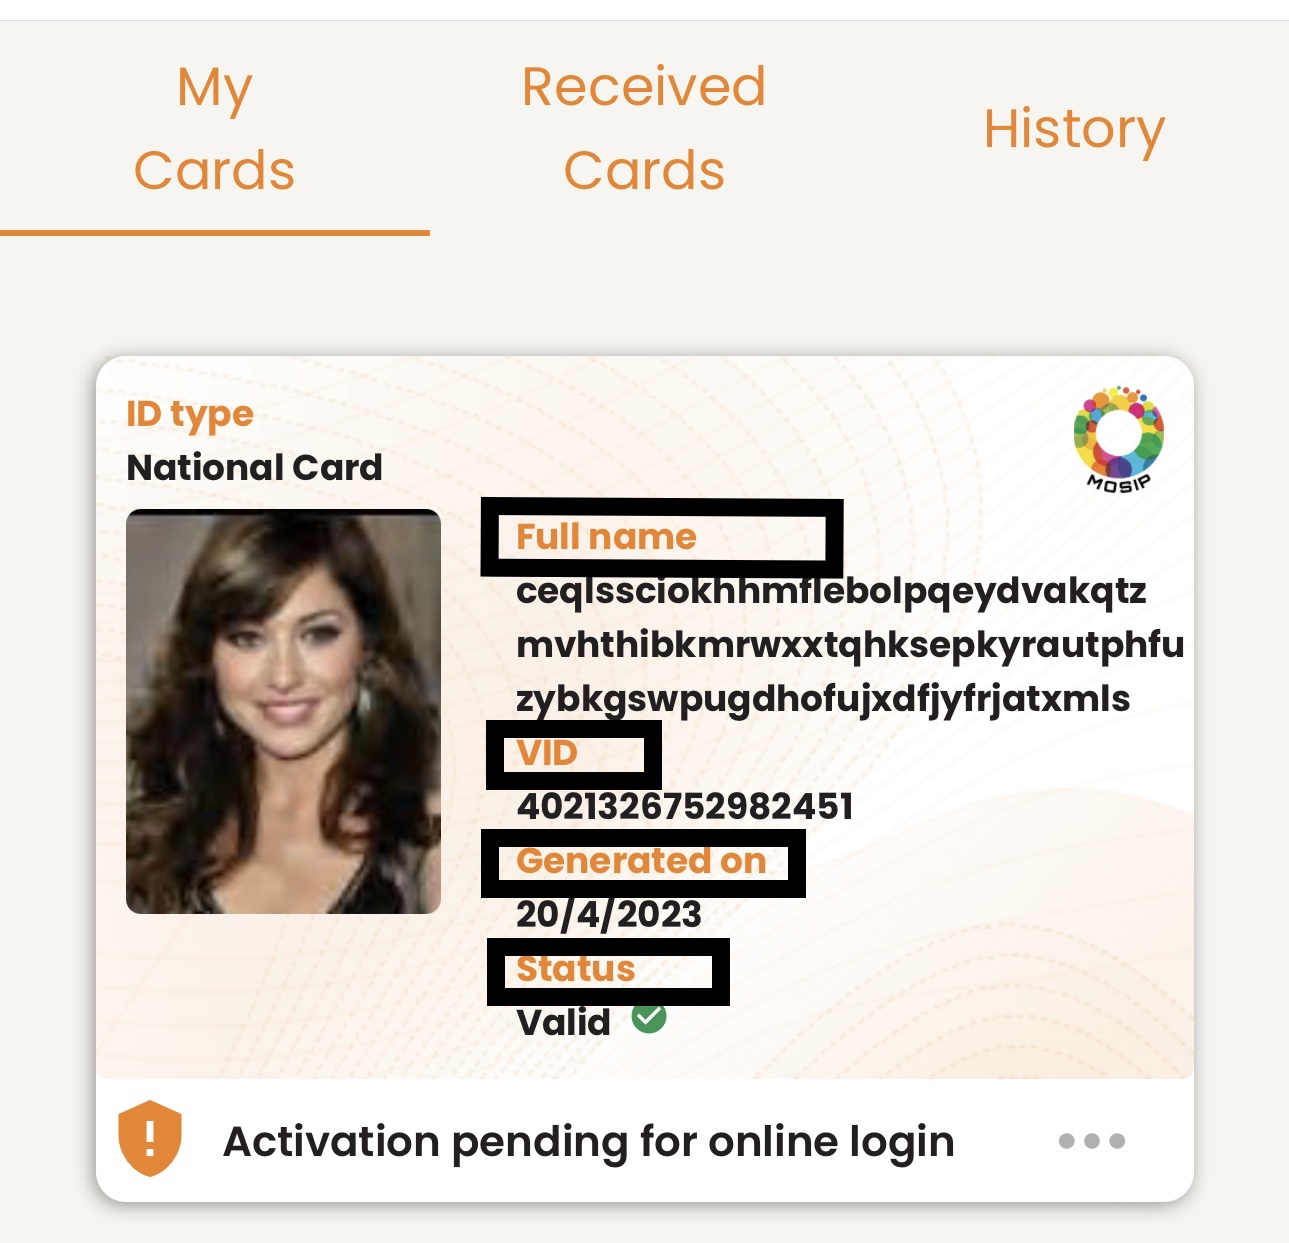 My
Cards
Received
Cards
History
ID type
National Card
MOSIP
Full name
ceqlssciokhhmflebolpqeydvakqtz
mvhthibkmrwxxtqhksepkyrautphfu
zybkgswpugdhofujxdfjyfrjatxmls
VID
4021326752982451
Generated on
20/4/2023
Status
Valid
Activation pending for online login